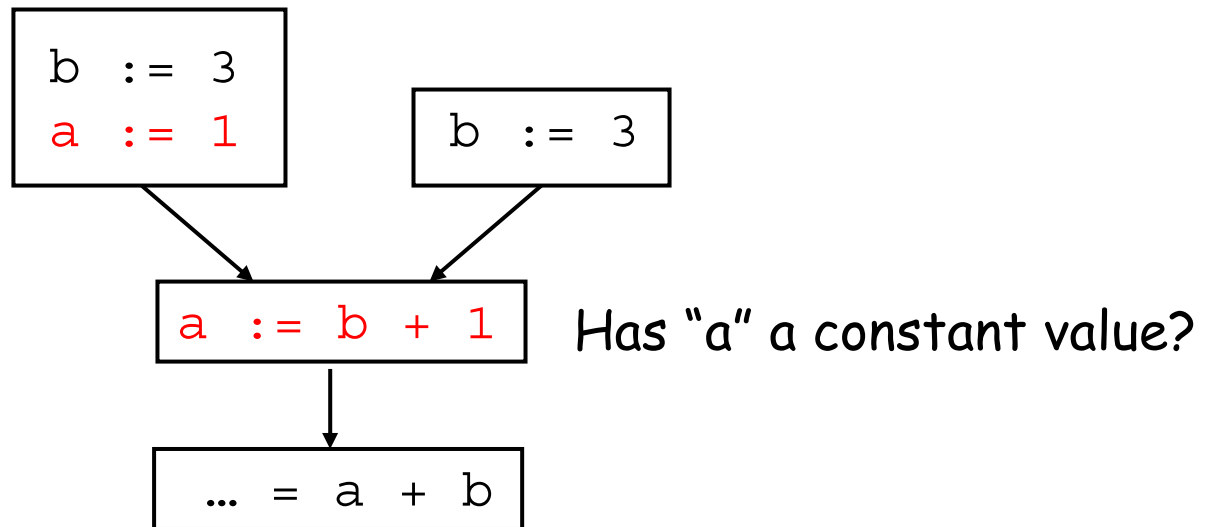 b := 3
a := 1
b := 3
a := b + 1
Has “a” a constant value?
… = a + b